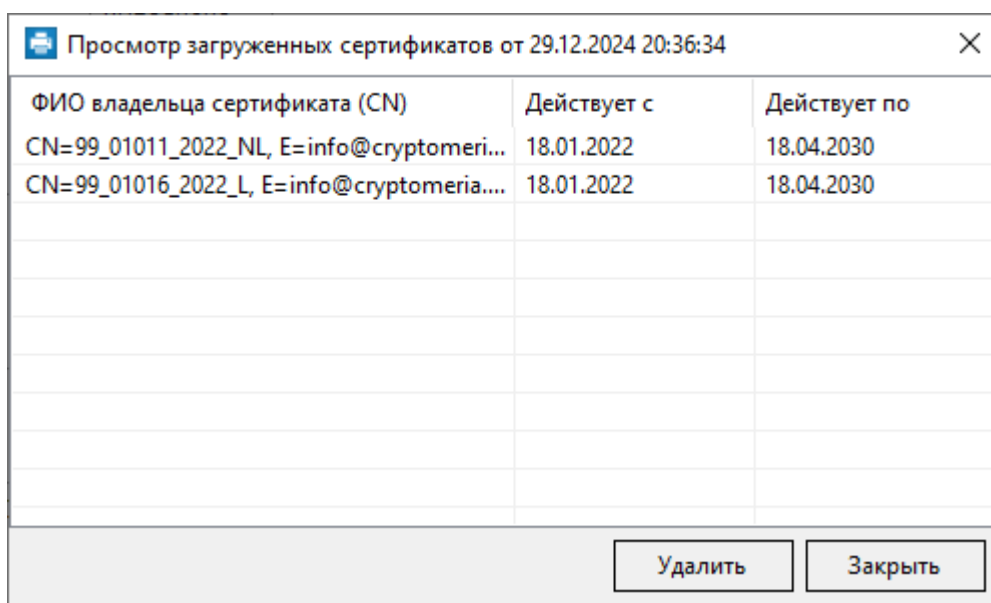 Просмотр загруженных сертификатов от 29.12.2024 20:36:34
ФИО владельца сертификата (CN) Действует с Действует по
CN=99_01011_2022_NL, E=info@cryptomeri... 18.01.2022 18.04.2030
CN=99_01016_2022_L, E=info@cryptomeria.... 18.01.2022 18.04.2030
Удалить Закрыть